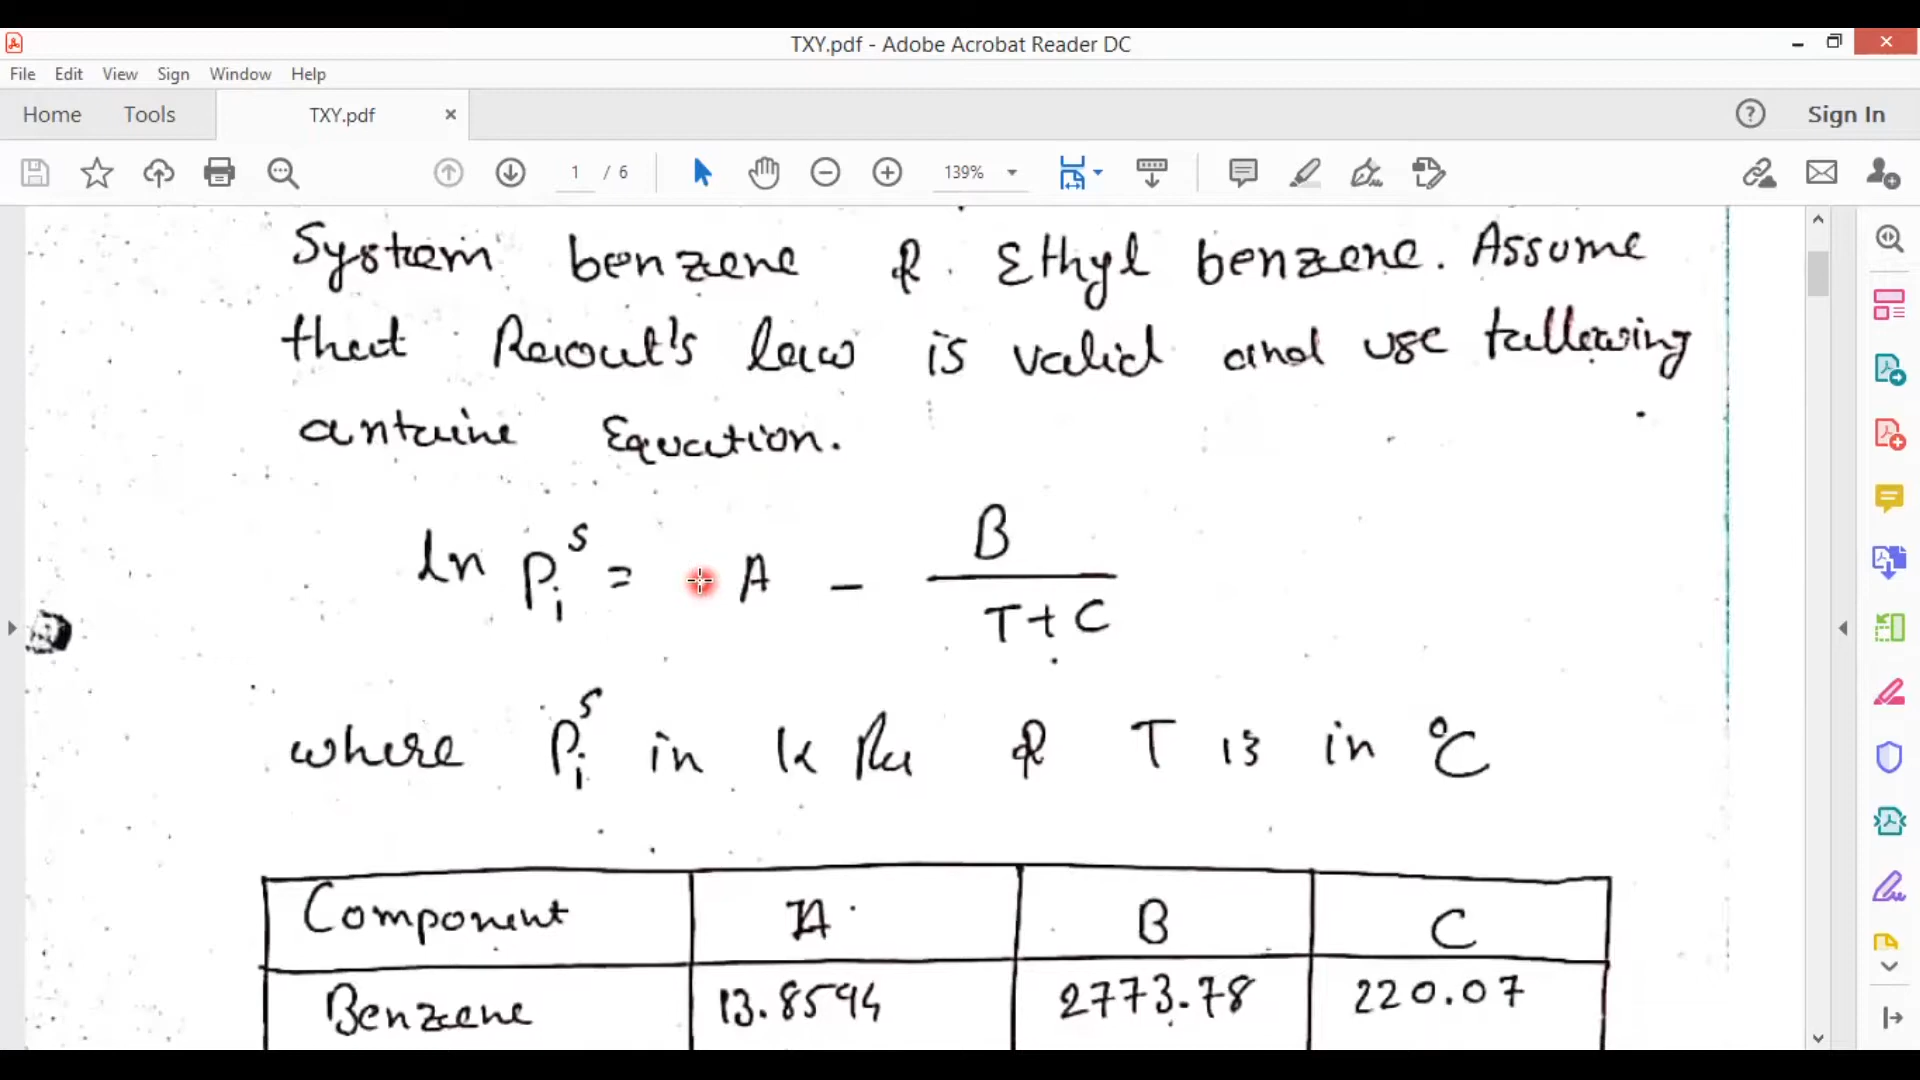 TXY.pdf - Adobe Acrobat Reader DC
File Edit View Sign Window Help
Home Tools TXY.pdf × ? Sign In
1 / 6 139%
System benzene & Ethyl benzene. Assume
that Raoult's law is valid and use following
antoine Equation.
ln Pi^s = A - B / (T+C)
where Pi^s in kPa & T is in °C
Component A B C
Benzene 13.8594 2773.78 220.07